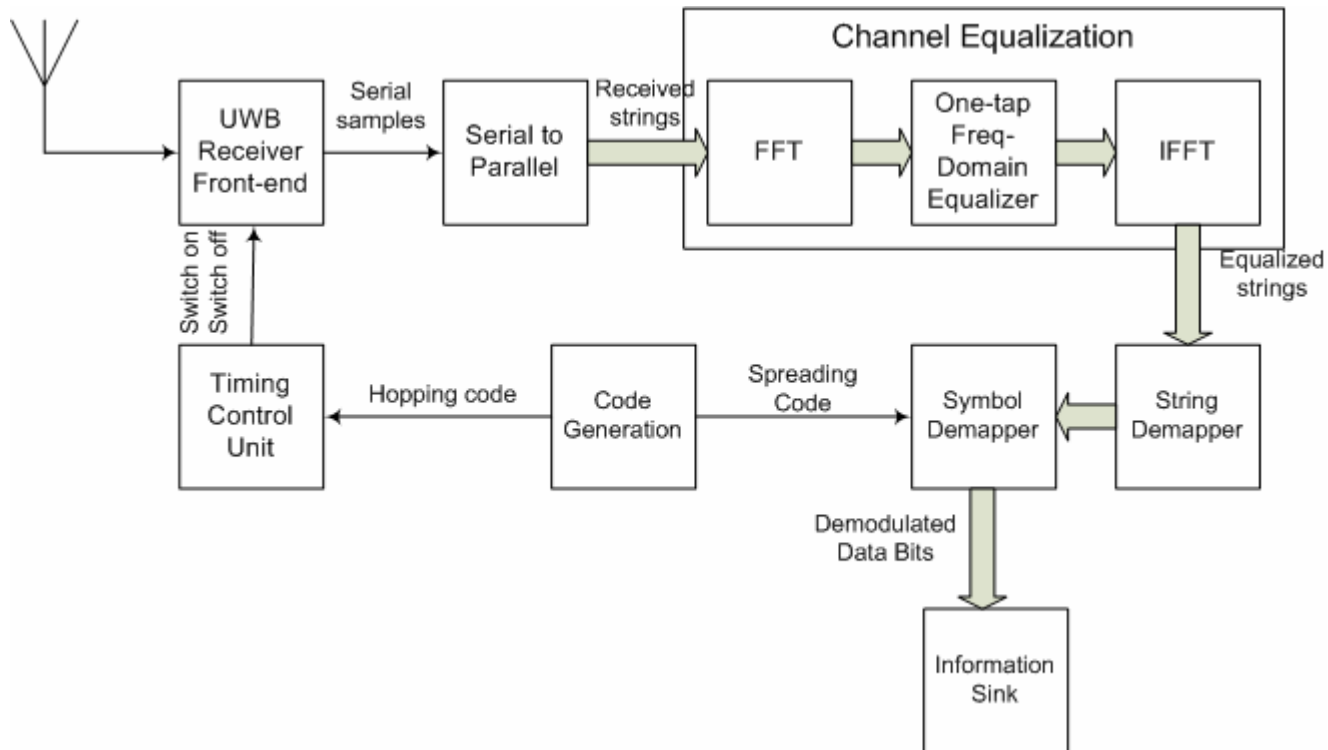 Channel Equalization
UWB
Receiver
Front-end
Serial
samples
Serial to
Parallel
Received
strings
FFT
One-tap
Freq-
Domain
Equalizer
IFFT
Switch on
Switch off
Equalized
strings
Timing
Control
Unit
Hopping code
Code
Generation
Spreading
Code
Symbol
Demapper
String
Demapper
Demodulated
Data Bits
Information
Sink